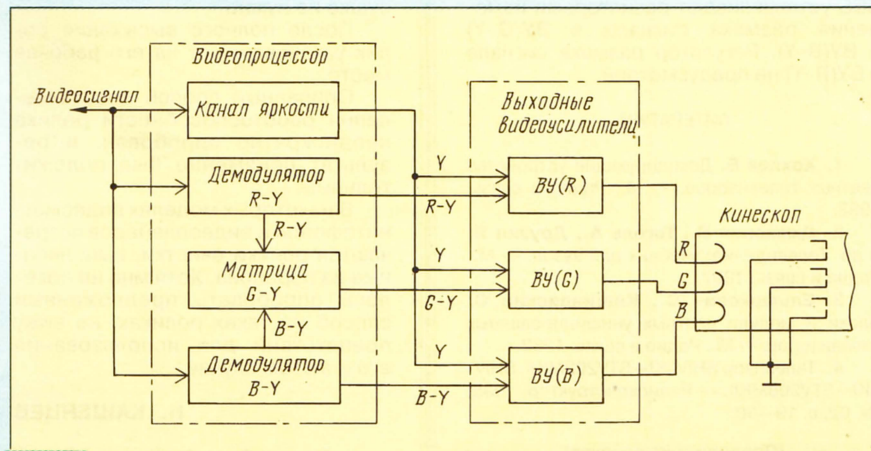 Видеопроцессор
Видеосигнал
Канал яркости
Выходные
видеоусилители
Демодулятор
R-Y
R-Y
Матрица
G-Y
B-Y
Демодулятор
B-Y
Y
R-Y
Y
G-Y
Y
B-Y
ВУ(R)
ВУ(G)
ВУ(B)
Кинескоп
R
G
B